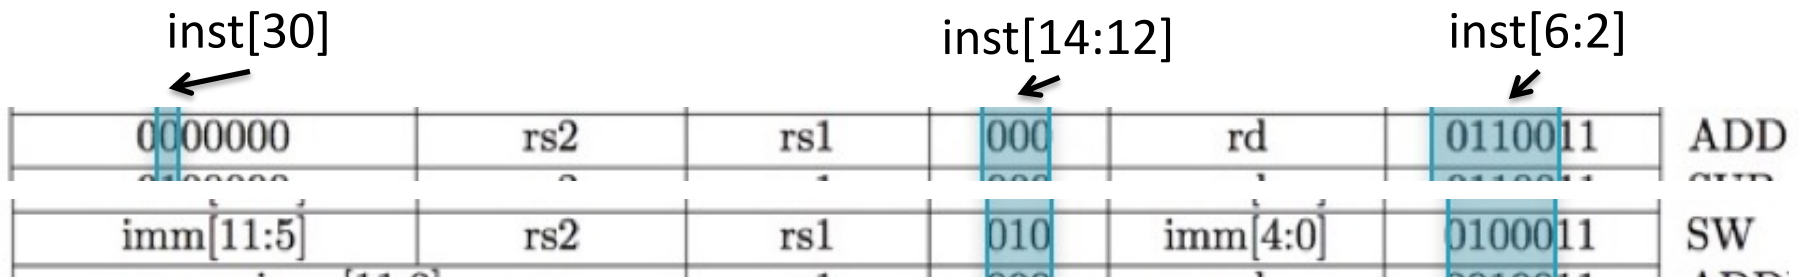 inst[30] inst[14:12] inst[6:2]
0000000 rs2 rs1 000 rd 0110011 ADD
imm[11:5] rs2 rs1 010 imm[4:0] 0100011 SW